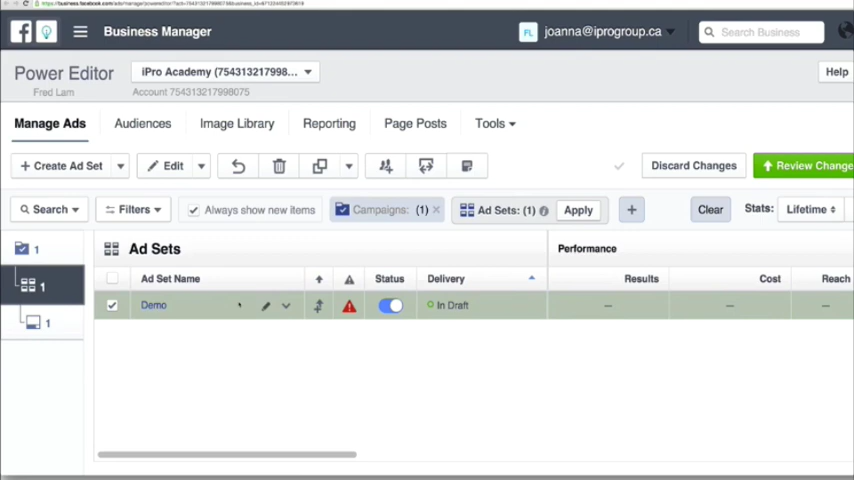 Business Manager
FL joanna@iprogroup.ca
Search Business
Power Editor
iPro Academy (754313217998...
Help
Fred Lam
Account 754313217998075
Manage Ads
Audiences
Image Library
Reporting
Page Posts
Tools
+ Create Ad Set
Edit
Discard Changes
Review Change
Search
Filters
Always show new items
Campaigns: (1) ×
Ad Sets: (1)
Apply
+
Clear
Stats:
Lifetime
1
Ad Sets
Performance
Ad Set Name
Status
Delivery
Results
Cost
Reach
1
Demo
In Draft
—
—
—
1